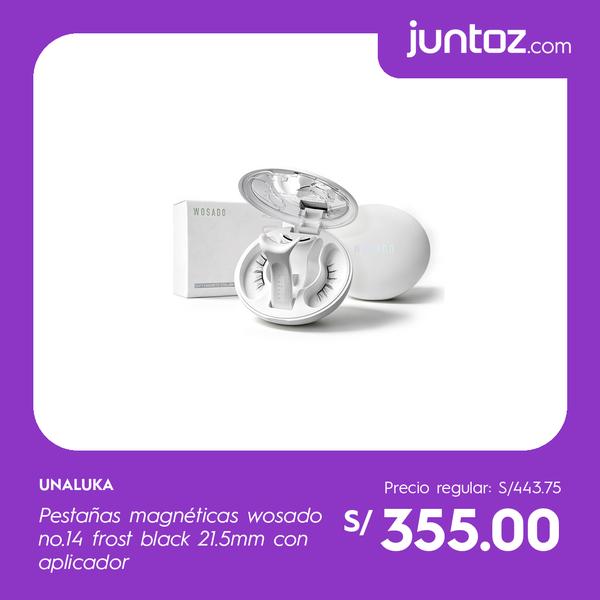 juntoz.com
WOSADO
WOSADO
UNALUKA
Pestañas magnéticas wosado
no.14 frost black 21.5mm con
aplicador
Precio regular: S/443.75
S/ 355.00